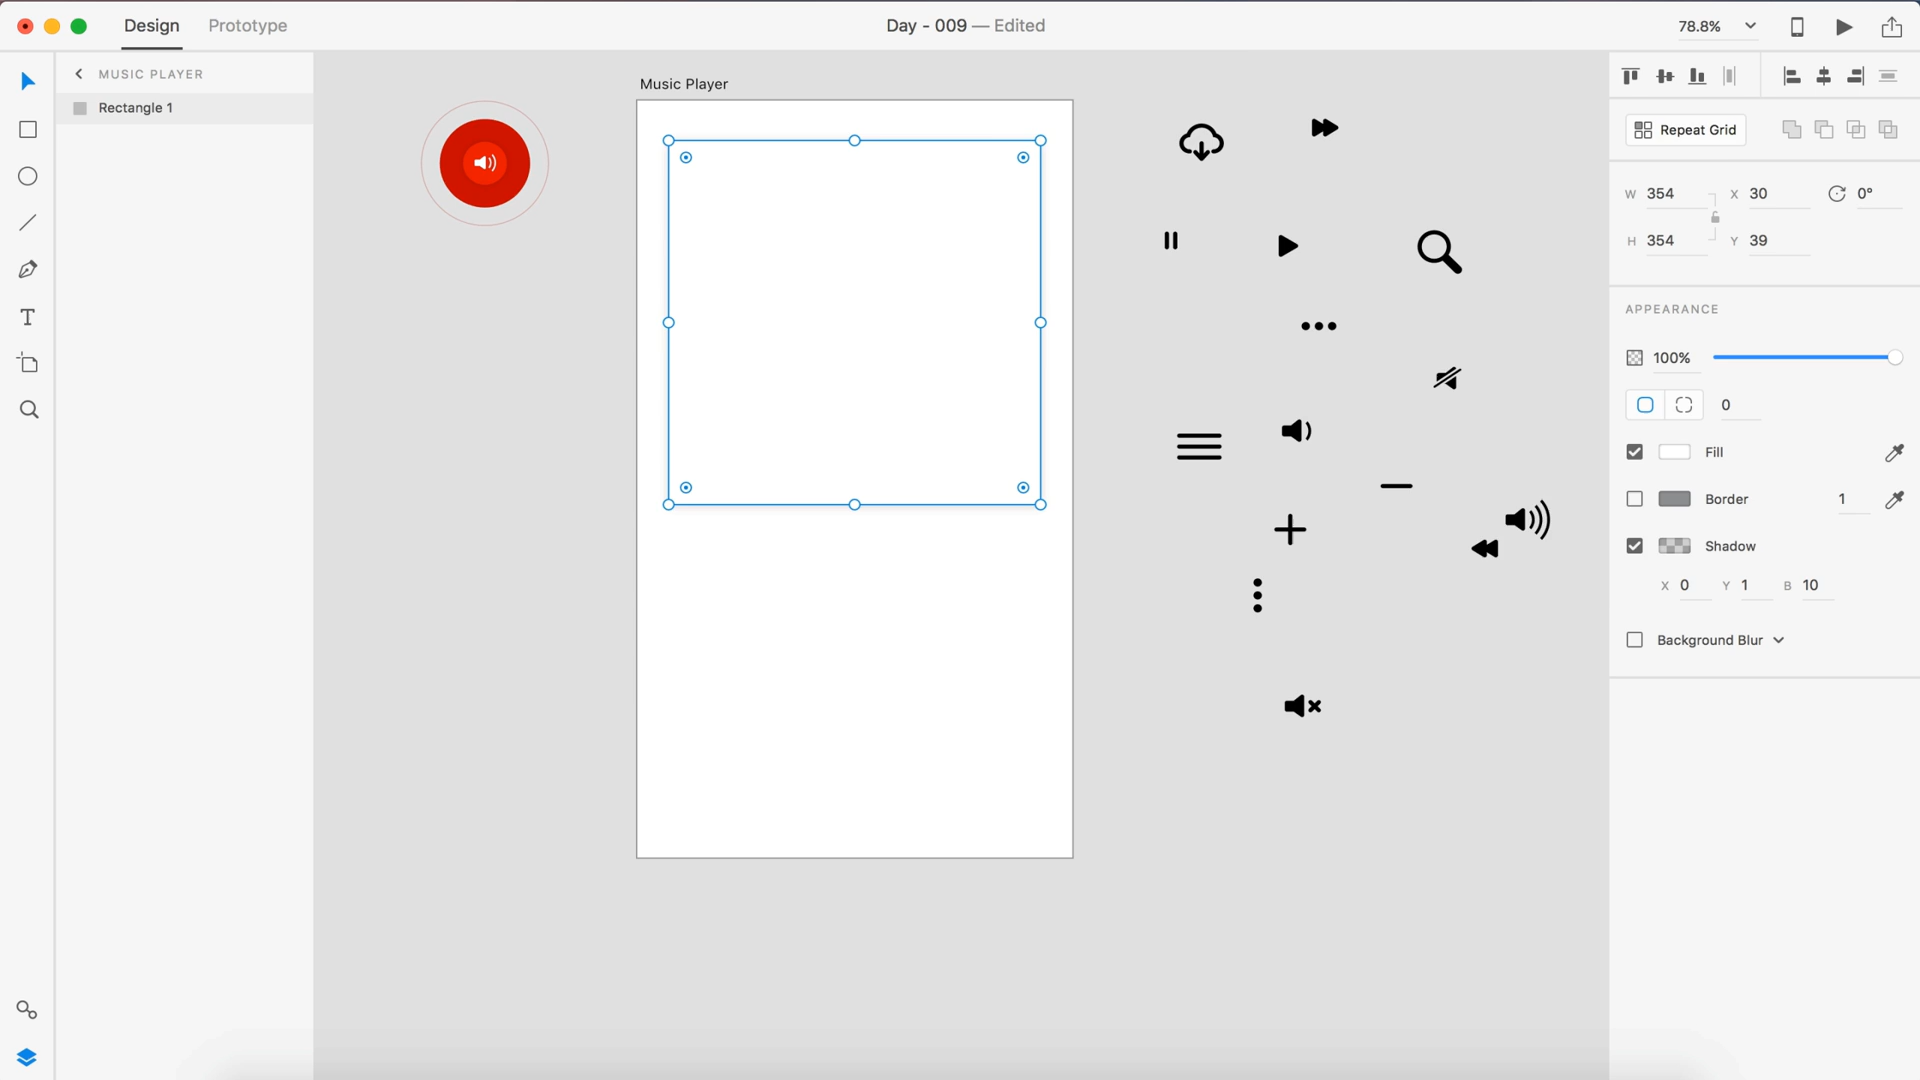 Design Prototype Day - 009 — Edited 78.8%
MUSIC PLAYER
Rectangle 1
Music Player
Repeat Grid
W 354 X 30 0°
H 354 Y 39
APPEARANCE
100%
0
Fill
Border 1
Shadow
X 0 Y 1 B 10
Background Blur
T